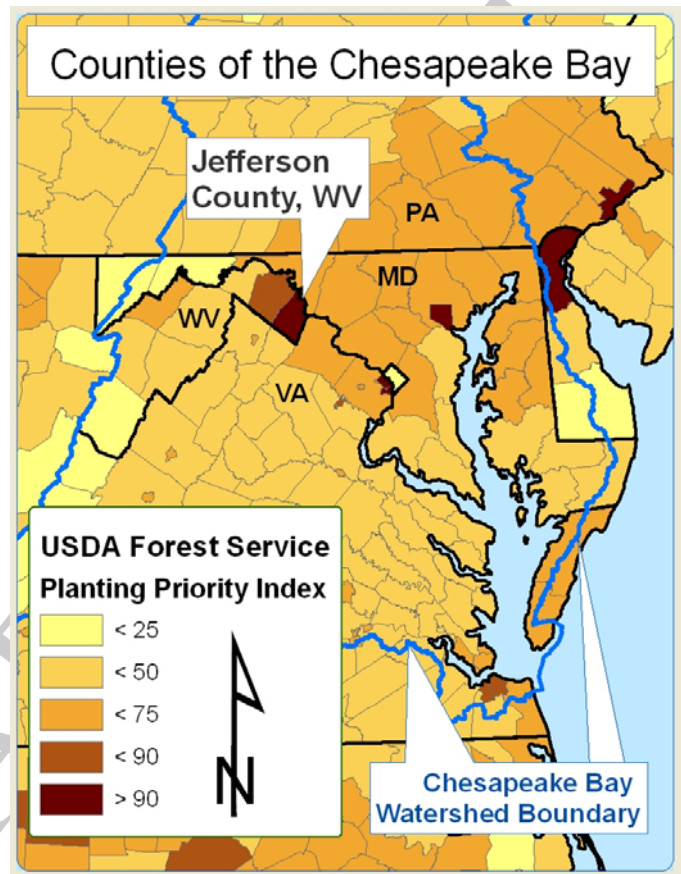 Counties of the Chesapeake Bay
Jefferson
County, WV
PA
MD
WV
VA
USDA Forest Service
Planting Priority Index
< 25
< 50
< 75
< 90
> 90
N
Chesapeake Bay
Watershed Boundary